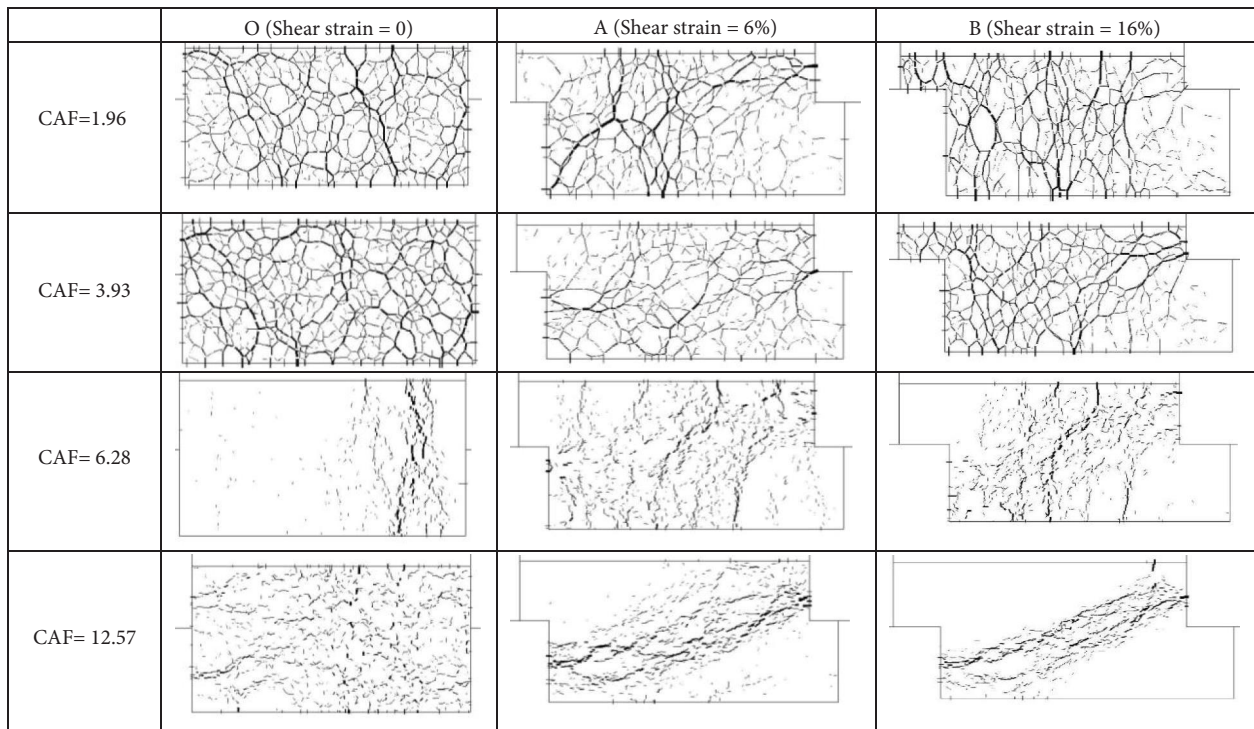 O (Shear strain = 0)
A (Shear strain = 6%)
B (Shear strain = 16%)
CAF=1.96
CAF= 3.93
CAF= 6.28
CAF= 12.57